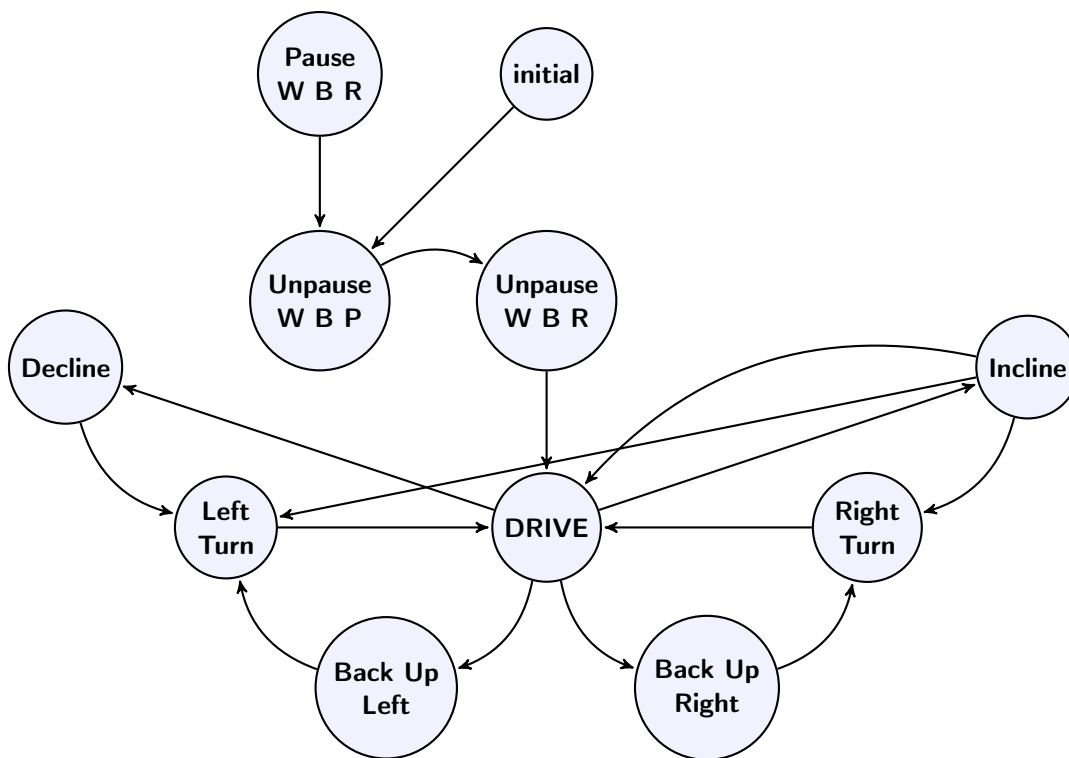 Pause
W B R
initial
Unpause
W B P
Unpause
W B R
Decline
Incline
Left
Turn
DRIVE
Right
Turn
Back Up
Left
Back Up
Right